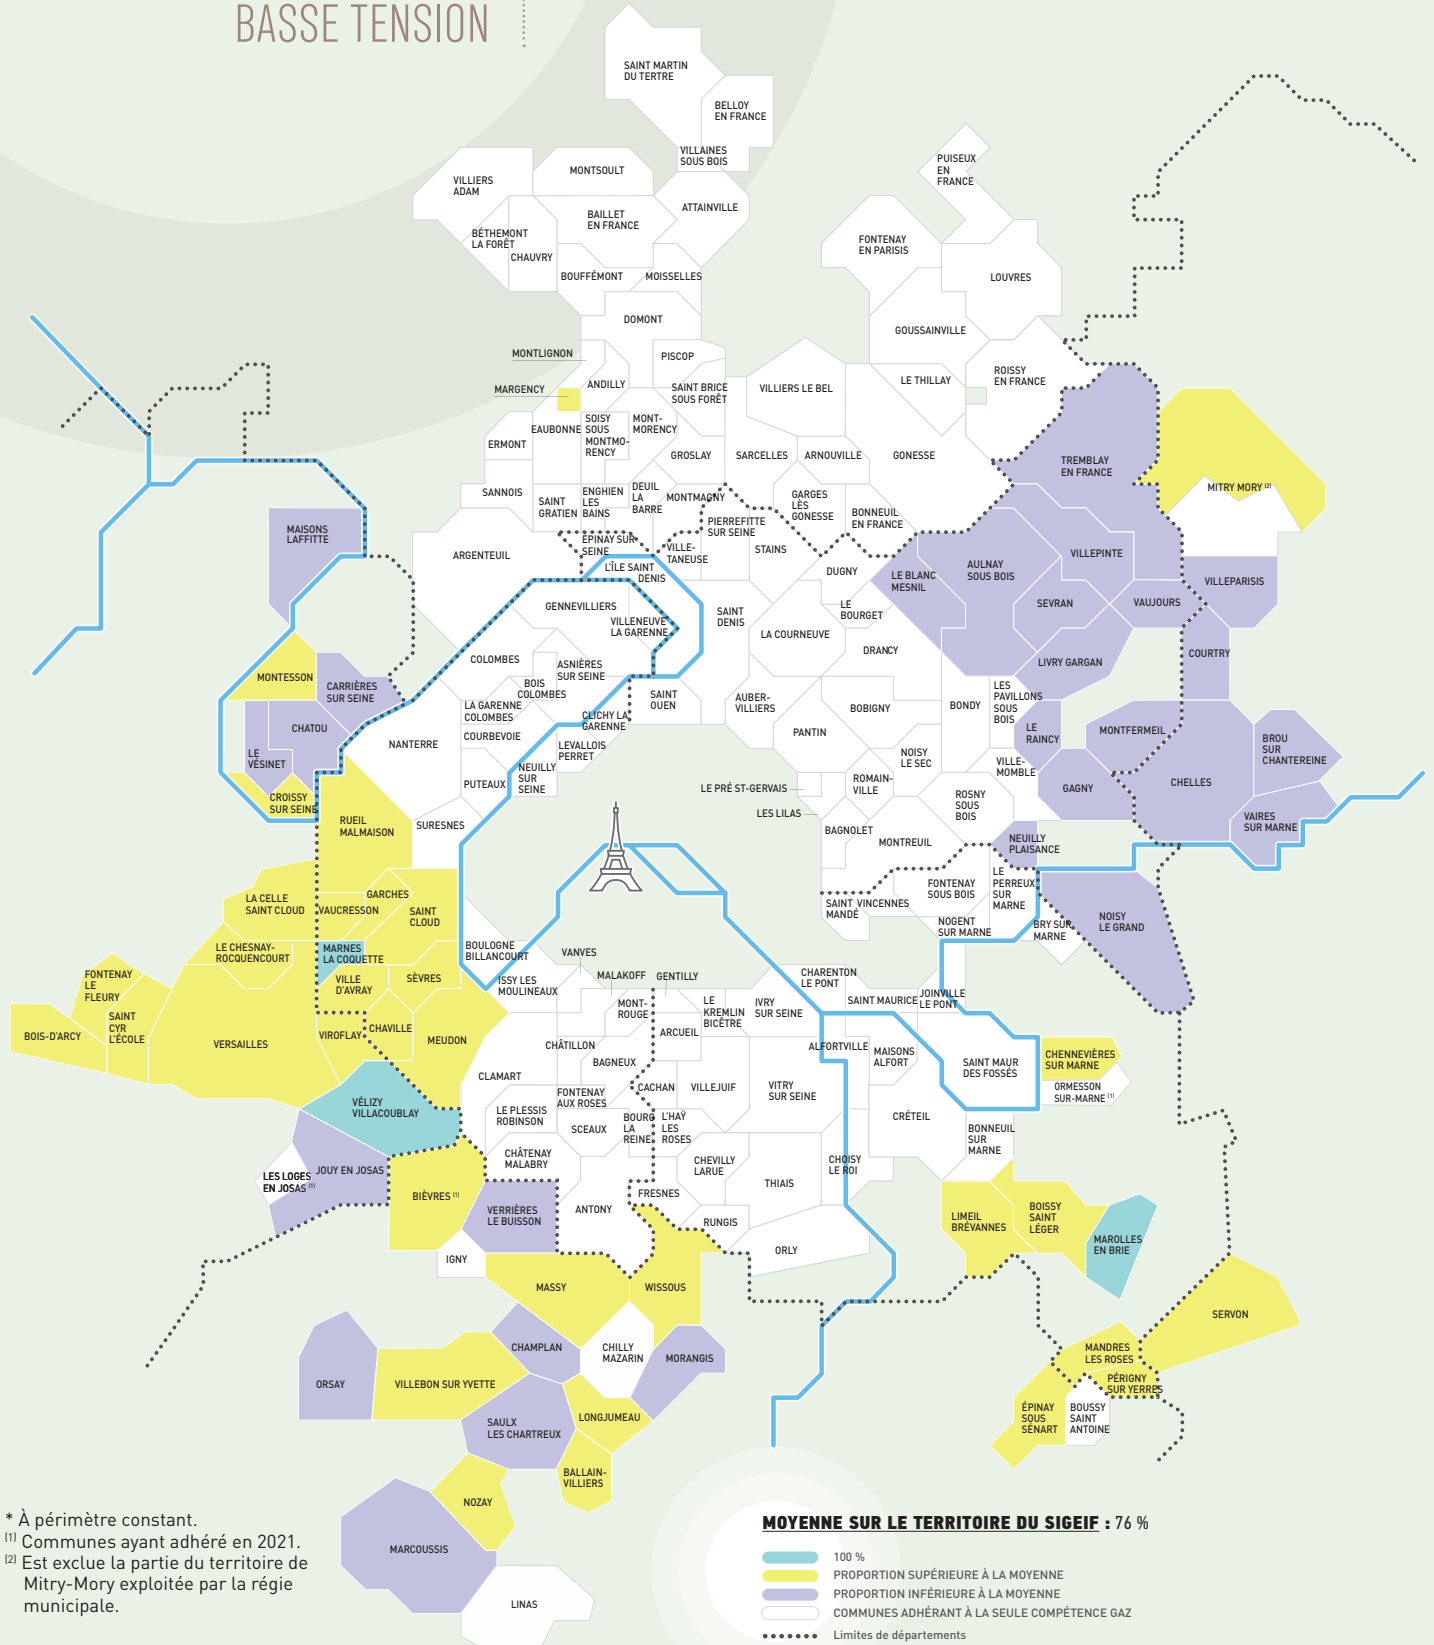 BASSE TENSION
SAINT MARTIN
DU TERTRE
BELLOY
EN FRANCE
VILLAINES
SOUS BOIS
MONTSOULT
VILLIERS
ADAM
PUISEUX
EN
FRANCE
BAILLET
EN FRANCE
ATTAINVILLE
BÉTHEMONT
LA FORÊT
CHAUVRY
FONTENAY
EN PARISIS
BOUFFÉMONT
MOISSELLES
LOUVRES
DOMONT
GOUSSAINVILLE
MONTLIGNON
PISCOP
ROISSY
EN FRANCE
MARGENCY
ANDILLY
SAINT BRICE
SOUS FORÊT
VILLIERS LE BEL
LE THILLAY
EAUBONNE
SOISY
SOUS
MONTMO-
RENCY
MONT-
MORENCY
ERMONT
GROSLAY
SARCELLES
ARNOUVILLE
GONESSE
TREMBLAY
EN FRANCE
MITRY MORY (2)
SANNOIS
SAINT
GRATIEN
ENGHIEN
LES
BAINS
DEUIL
LA
BARRE
MONTMAGNY
GARGES
LÈS
GONESSE
BONNEUIL
EN FRANCE
MAISONS
LAFFITTE
ARGENTEUIL
ÉPINAY SUR
SEINE
VILLE-
TANEUSE
PIERREFITTE
SUR SEINE
STAINS
L'ÎLE SAINT
DENIS
DUGNY
LE BLANC
MESNIL
AULNAY
SOUS BOIS
VILLEPINTE
VILLEPARISIS
GENNEVILLIERS
VILLENEUVE
LA GARENNE
SAINT
DENIS
LE
BOURGET
LA COURNEUVE
SEVRAN
VAUJOURS
DRANCY
LIVRY GARGAN
COURTRY
MONTESSON
CARRIÈRES
SUR SEINE
COLOMBES
ASNIÈRES
SUR SEINE
BOIS
COLOMBES
SAINT
OUEN
AUBER-
VILLIERS
BOBIGNY
BONDY
LES
PAVILLONS
SOUS
BOIS
LA GARENNE
COLOMBES
CLICHY LA
GARENNE
CHATOU
LE
VÉSINET
NANTERRE
COURBEVOIE
LEVALLOIS
PERRET
PANTIN
NOISY
LE SEC
LE
RAINCY
MONTFERMEIL
BROU
SUR
CHANTEREINE
VILLE-
MOMBLE
PUTEAUX
NEUILLY
SUR
SEINE
LE PRÉ ST-GERVAIS
ROMAIN-
VILLE
GAGNY
CHELLES
CROISSY
SUR SEINE
LES LILAS
ROSNY
SOUS
BOIS
RUEIL
MALMAISON
SURESNES
BAGNOLET
MONTREUIL
NEUILLY
PLAISANCE
VAIRES
SUR MARNE
LA CELLE
SAINT CLOUD
GARCHES
VAUCRESSON
SAINT
CLOUD
SAINT
MANDÉ
VINCENNES
FONTENAY
SOUS BOIS
LE
PERREUX
SUR
MARNE
NOGENT
SUR MARNE
BRY SUR
MARNE
NOISY
LE GRAND
LE CHESNAY-
ROCQUENCOURT
MARNES
LA COQUETTE
BOULOGNE
BILLANCOURT
VANVES
FONTENAY
LE
FLEURY
VILLE
D'AVRAY
SÈVRES
ISSY LES
MOULINEAUX
MALAKOFF
GENTILLY
CHARENTON
LE PONT
SAINT MAURICE
JOINVILLE
LE PONT
BOIS-D'ARCY
SAINT
CYR
L'ÉCOLE
VERSAILLES
VIROFLAY
CHAVILLE
MEUDON
MONT-
ROUGE
ARCUEIL
LE
KREMLIN
BICÊTRE
IVRY
SUR SEINE
CHÂTILLON
BAGNEUX
ALFORTVILLE
MAISONS
ALFORT
SAINT MAUR
DES FOSSÉS
CHENNEVIÈRES
SUR MARNE
CLAMART
ORMESSON
SUR-MARNE (1)
VÉLIZY
VILLACOUBLAY
FONTENAY
AUX ROSES
CACHAN
VILLEJUIF
VITRY
SUR SEINE
LE PLESSIS
ROBINSON
SCEAUX
BOURG
LA
REINE
L'HAŸ
LES
ROSES
CRÉTEIL
BONNEUIL
SUR
MARNE
CHÂTENAY
MALABRY
CHEVILLY
LARUE
CHOISY
LE ROI
JOUY EN JOSAS
LES LOGES
EN JOSAS (1)
BIÈVRES (1)
FRESNES
THIAIS
VERRIÈRES
LE BUISSON
ANTONY
RUNGIS
LIMEIL
BRÉVANNES
BOISSY
SAINT
LÉGER
MAROLLES
EN BRIE
IGNY
ORLY
MASSY
WISSOUS
SERVON
CHAMPLAN
CHILLY
MAZARIN
MORANGIS
MANDRES
LES ROSES
ORSAY
VILLEBON SUR YVETTE
PÉRIGNY
SUR YERRES
SAULX
LES CHARTREUX
LONGJUMEAU
ÉPINAY
SOUS
SÉNART
BOUSSY
SAINT
ANTOINE
BALLAIN-
VILLIERS
NOZAY
MARCOUSSIS
LINAS
* À périmètre constant.
(1) Communes ayant adhéré en 2021.
(2) Est exclue la partie du territoire de
Mitry-Mory exploitée par la régie
municipale.
MOYENNE SUR LE TERRITOIRE DU SIGEIF : 76 %
100 %
PROPORTION SUPÉRIEURE À LA MOYENNE
PROPORTION INFÉRIEURE À LA MOYENNE
COMMUNES ADHÉRANT À LA SEULE COMPÉTENCE GAZ
Limites de départements